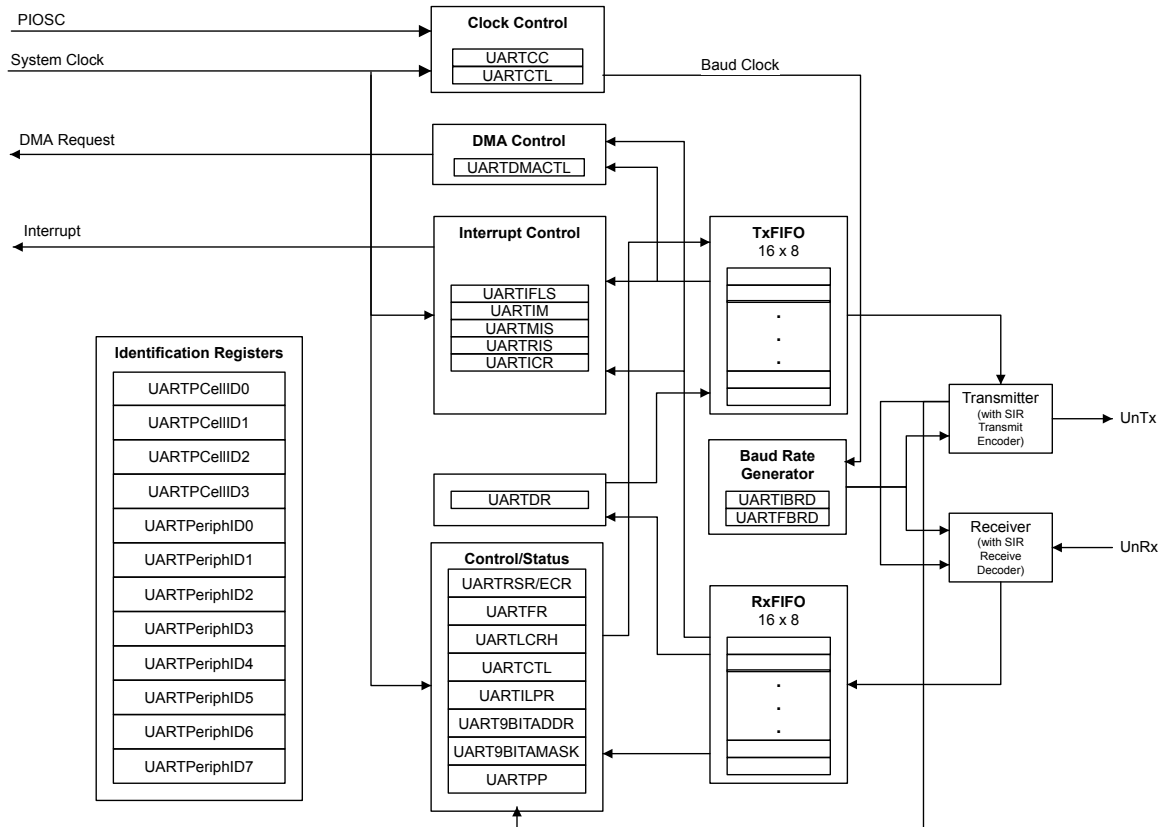 PIOSC
System Clock
DMA Request
Interrupt
Clock Control
UARTCC
UARTCTL
Baud Clock
DMA Control
UARTDMACTL
Interrupt Control
UARTIFLS
UARTIM
UARTMIS
UARTRIS
UARTICR
TxFIFO
16 x 8
.
.
.
Identification Registers
UARTPCellID0
UARTPCellID1
UARTPCellID2
UARTPCellID3
UARTPeriphID0
UARTPeriphID1
UARTPeriphID2
UARTPeriphID3
UARTPeriphID4
UARTPeriphID5
UARTPeriphID6
UARTPeriphID7
UARTDR
Baud Rate
Generator
UARTIBRD
UARTFBRD
Transmitter
(with SIR
Transmit
Encoder)
UnTx
Receiver
(with SIR
Receive
Decoder)
UnRx
Control/Status
UARTRSR/ECR
UARTFR
UARTLCRH
UARTCTL
UARTILPR
UART9BITADDR
UART9BITAMASK
UARTPP
RxFIFO
16 x 8
.
.
.